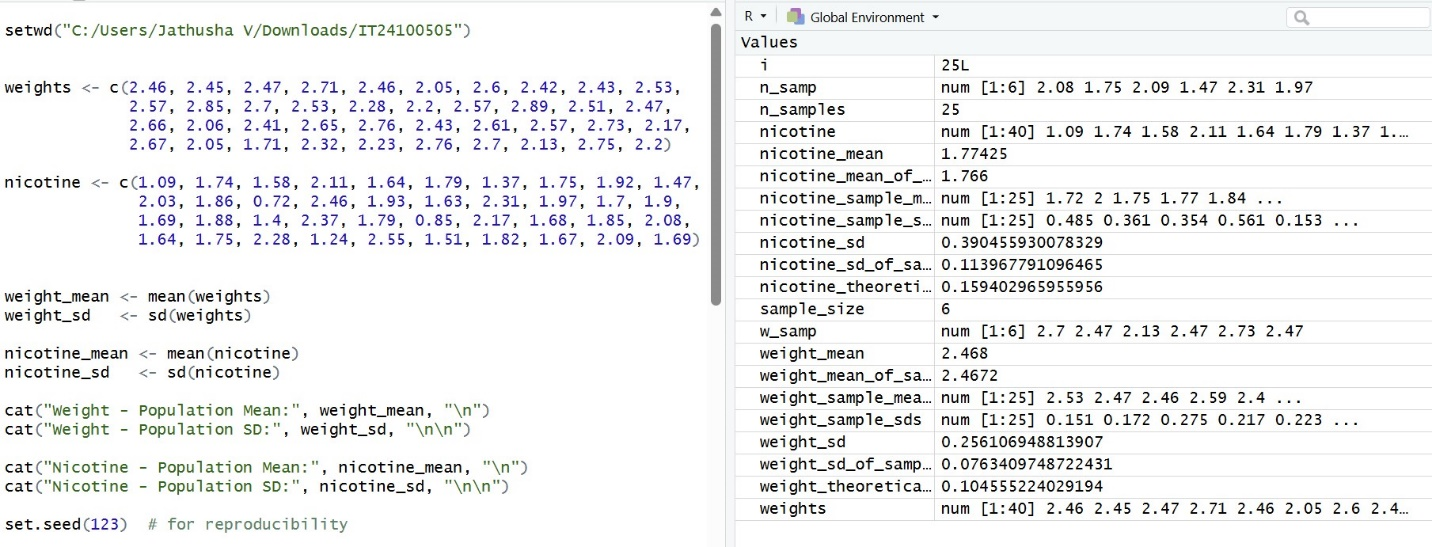 setwd("C:/Users/Jathusha V/Downloads/IT24100505")
weights <- c(2.46, 2.45, 2.47, 2.71, 2.46, 2.05, 2.6, 2.42, 2.43, 2.53,
2.57, 2.85, 2.7, 2.53, 2.28, 2.2, 2.57, 2.89, 2.51, 2.47,
2.66, 2.06, 2.41, 2.65, 2.76, 2.43, 2.61, 2.57, 2.73, 2.17,
2.67, 2.05, 1.71, 2.32, 2.23, 2.76, 2.7, 2.13, 2.75, 2.2)
nicotine <- c(1.09, 1.74, 1.58, 2.11, 1.64, 1.79, 1.37, 1.75, 1.92, 1.47,
2.03, 1.86, 0.72, 2.46, 1.93, 1.63, 2.31, 1.97, 1.7, 1.9,
1.69, 1.88, 1.4, 2.37, 1.79, 0.85, 2.17, 1.68, 1.85, 2.08,
1.64, 1.75, 2.28, 1.24, 2.55, 1.51, 1.82, 1.67, 2.09, 1.69)
weight_mean <- mean(weights)
weight_sd <- sd(weights)
nicotine_mean <- mean(nicotine)
nicotine_sd <- sd(nicotine)
cat("Weight - Population Mean:", weight_mean, "\n")
cat("Weight - Population SD:", weight_sd, "\n\n")
cat("Nicotine - Population Mean:", nicotine_mean, "\n")
cat("Nicotine - Population SD:", nicotine_sd, "\n\n")
set.seed(123) # for reproducibility
R Global Environment
Values
i 25L
n_samp num [1:6] 2.08 1.75 2.09 1.47 2.31 1.97
n_samples 25
nicotine num [1:40] 1.09 1.74 1.58 2.11 1.64 1.79 1.37 1.…
nicotine_mean 1.77425
nicotine_mean_of_… 1.766
nicotine_sample_m… num [1:25] 1.72 2 1.75 1.77 1.84 ...
nicotine_sample_s… num [1:25] 0.485 0.361 0.354 0.561 0.153 ...
nicotine_sd 0.390455930078329
nicotine_sd_of_sa… 0.113967791096465
nicotine_theoreti… 0.159402965955956
sample_size 6
w_samp num [1:6] 2.7 2.47 2.13 2.47 2.73 2.47
weight_mean 2.468
weight_mean_of_sa… 2.4672
weight_sample_mea… num [1:25] 2.53 2.47 2.46 2.59 2.4 ...
weight_sample_sds num [1:25] 0.151 0.172 0.275 0.217 0.223 ...
weight_sd 0.256106948813907
weight_sd_of_samp… 0.0763409748722431
weight_theoretica… 0.104555224029194
weights num [1:40] 2.46 2.45 2.47 2.71 2.46 2.05 2.6 2.4…